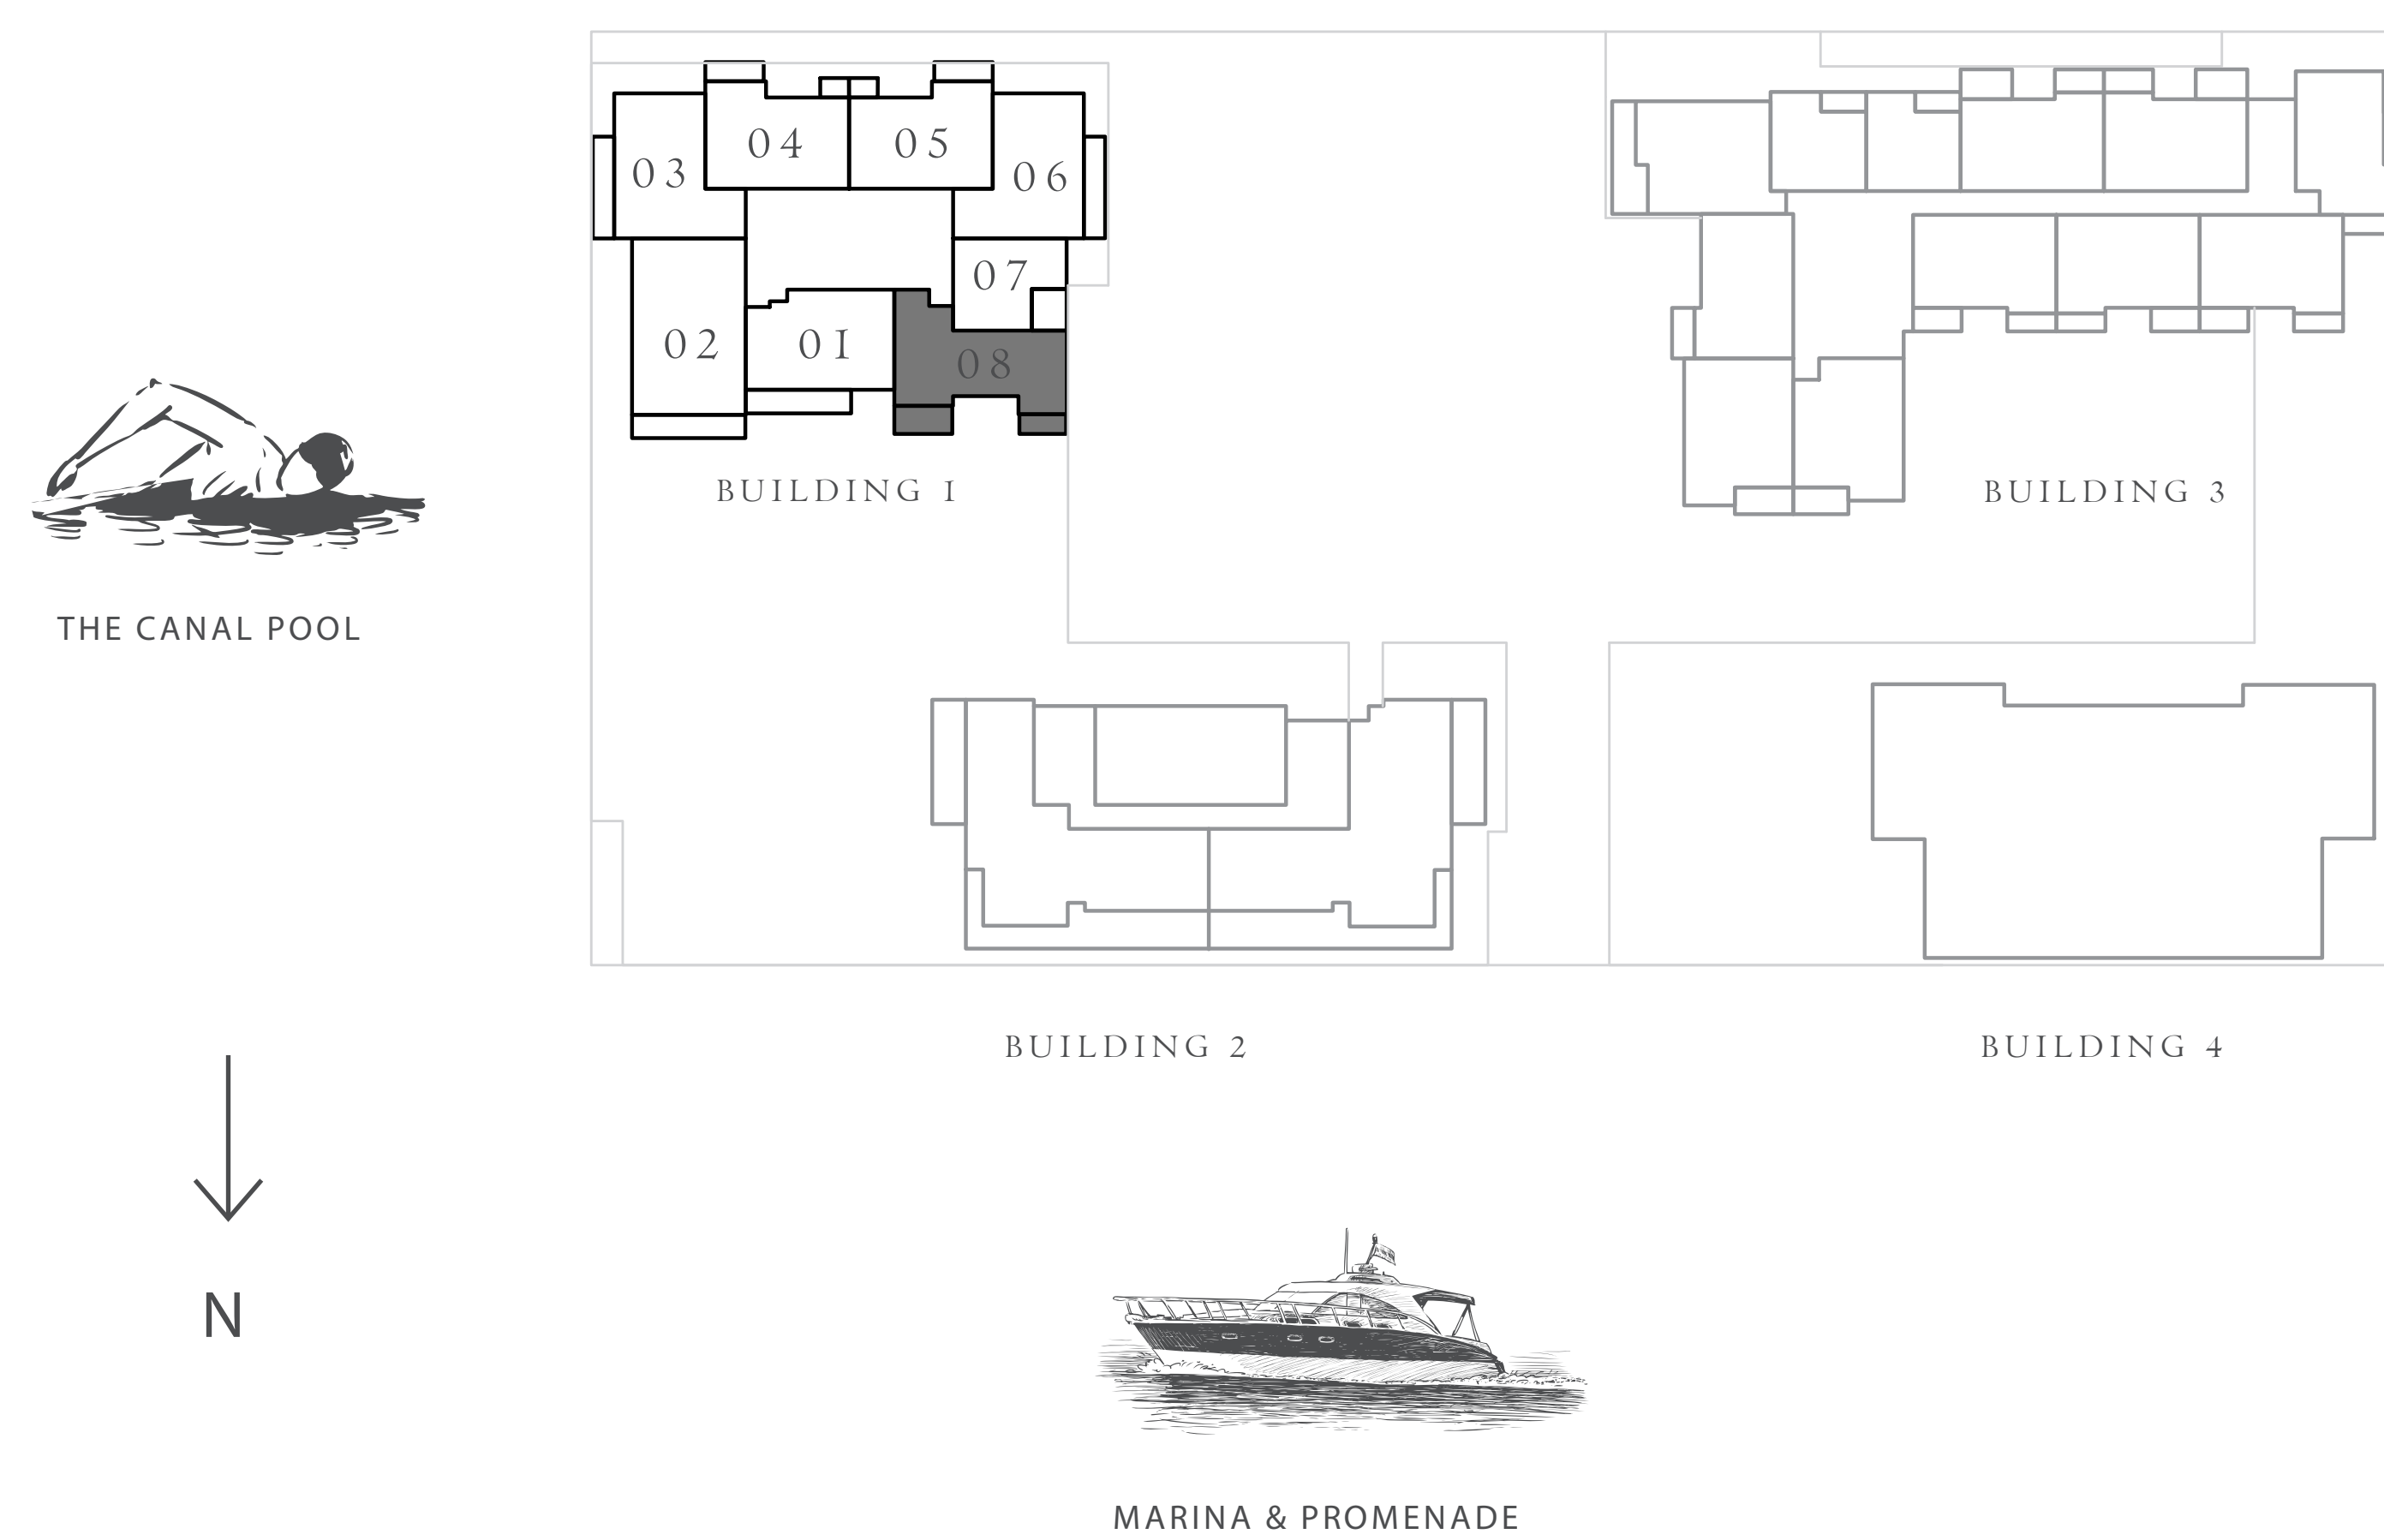 04
05
03
06
07
02
01
08
BUILDING 1
BUILDING 3
THE CANAL POOL
BUILDING 2
BUILDING 4
N
MARINA & PROMENADE